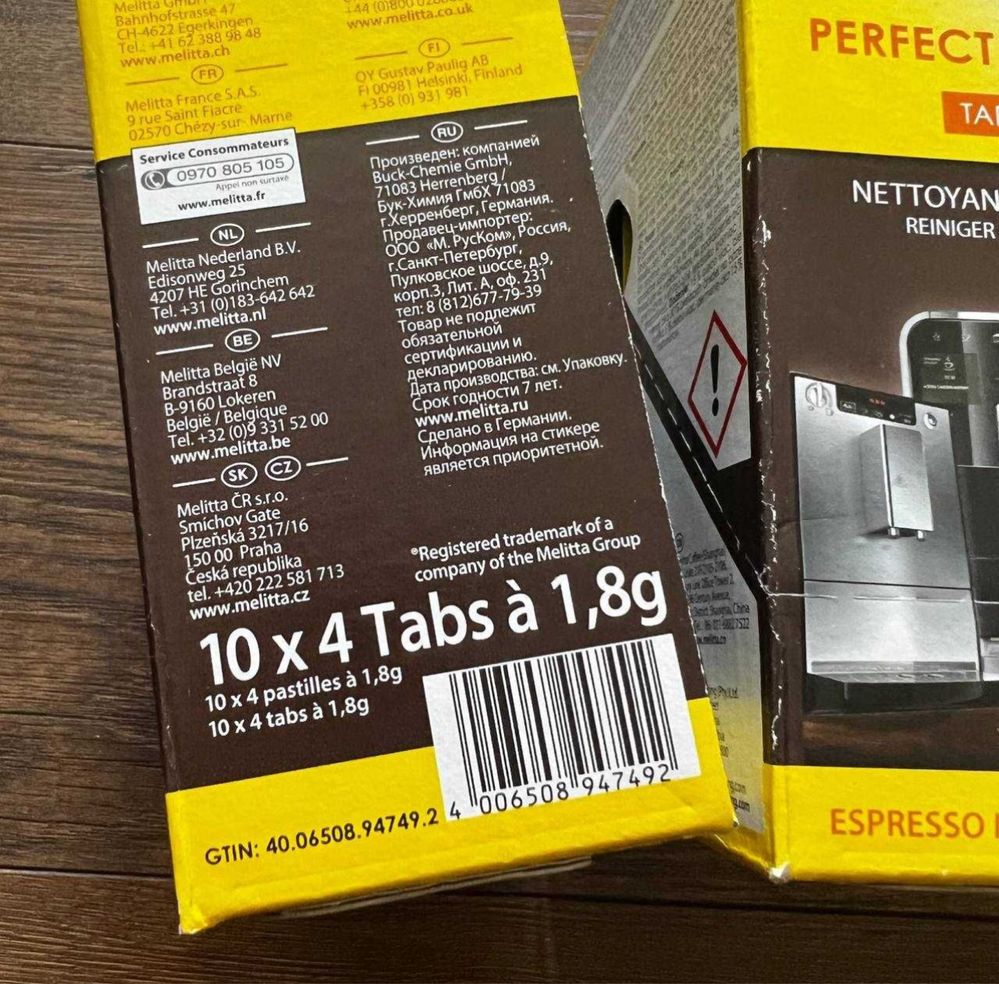 Melitta GmbH
Bahnhofstrasse 47
CH-4622 Egerkingen
Tel.: +41 62 388 98 48
www.melitta.ch
FR
Melitta France S.A.S.
9 rue Saint Fiacre
02570 Chézy-sur- Marne
Service Consommateurs
0970 805 105
Appel non surtaxé
www.melitta.fr
NL
Melitta Nederland B.V.
Edisonweg 25
4207 HE Gorinchem
Tel. +31 (0)183-642 642
www.melitta.nl
BE
Melitta België NV
Brandstraat 8
B-9160 Lokeren
België / Belgique
Tel. +32 (0)9 331 52 00
www.melitta.be
SK CZ
Melitta ČR s.r.o.
Smíchov Gate
Plzeňská 3217/16
150 00 Praha
Česká republika
tel. +420 222 581 713
www.melitta.cz
+44 (0)800
www.melitta.co.uk
FI
OY Gustav Paulig AB
FI 00981 Helsinki, Finland
+358 (0) 931 981
RU
Произведен: компанией
Buck-Chemie GmbH,
71083 Herrenberg /
Бук-Химия ГмбХ 71083
г.Херренберг, Германия.
Продавец-импортер:
ООО «М. РусКом», Россия,
г.Санкт-Петербург,
Пулковское шоссе, д.9,
корп.3, Лит. А, оф. 231
тел: 8 (812)677-79-39
Товар не подлежит
обязательной
сертификации и
декларированию.
Дата производства: см. Упаковку.
Срок годности 7 лет.
www.melitta.ru
Сделано в Германии.
Информация на стикере
является приоритетной.
®Registered trademark of a
company of the Melitta Group
10 x 4 Tabs à 1,8g
10 x 4 pastilles à 1,8g
10 x 4 tabs à 1,8g
4 006508 947492
GTIN: 40.06508.94749.2
PERFECT
TA
NETTOYAN
REINIGER
ESPRESSO